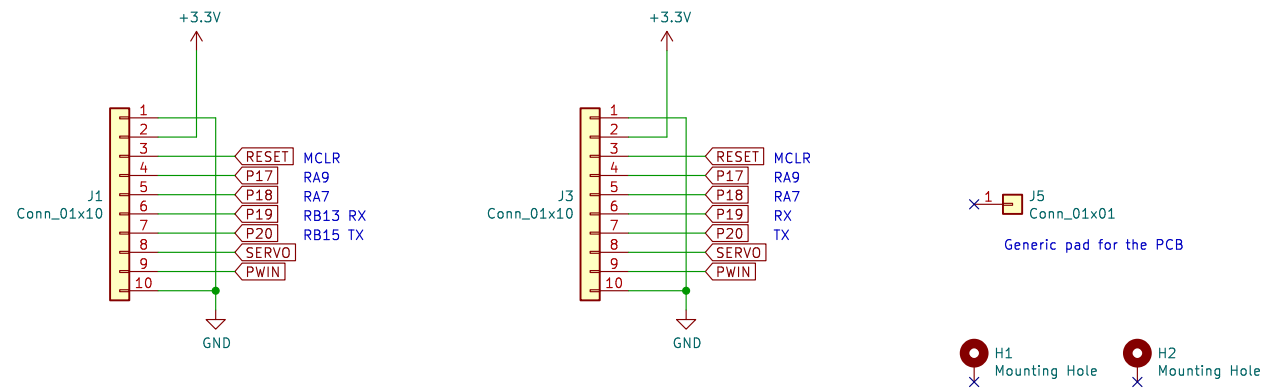 +3.3V
1
2
3
4
5
6
7
8
9
10
J1
Conn_01x10
RESET MCLR
P17 RA9
P18 RA7
P19 RB13 RX
P20 RB15 TX
SERVO
PWIN
GND
+3.3V
1
2
3
4
5
6
7
8
9
10
J3
Conn_01x10
RESET MCLR
P17 RA9
P18 RA7
P19 RX
P20 TX
SERVO
PWIN
GND
1
J5
Conn_01x01
Generic pad for the PCB
H1
Mounting Hole
H2
Mounting Hole